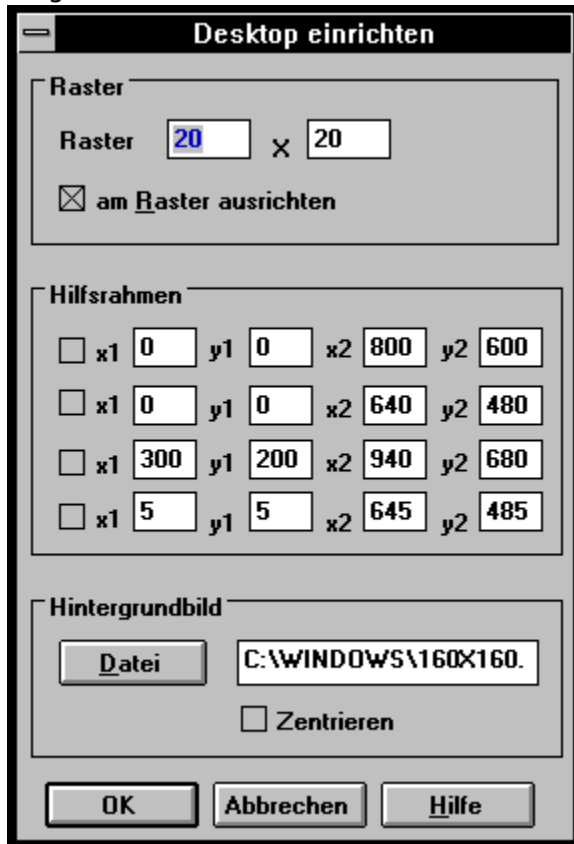 Desktop einrichten
Raster
Raster 20 x 20
am Raster ausrichten
Hilfsrahmen
x1 0 y1 0 x2 800 y2 600
x1 0 y1 0 x2 640 y2 480
x1 300 y1 200 x2 940 y2 680
x1 5 y1 5 x2 645 y2 485
Hintergrundbild
Datei C:\WINDOWS\160X160.
Zentrieren
OK Abbrechen Hilfe